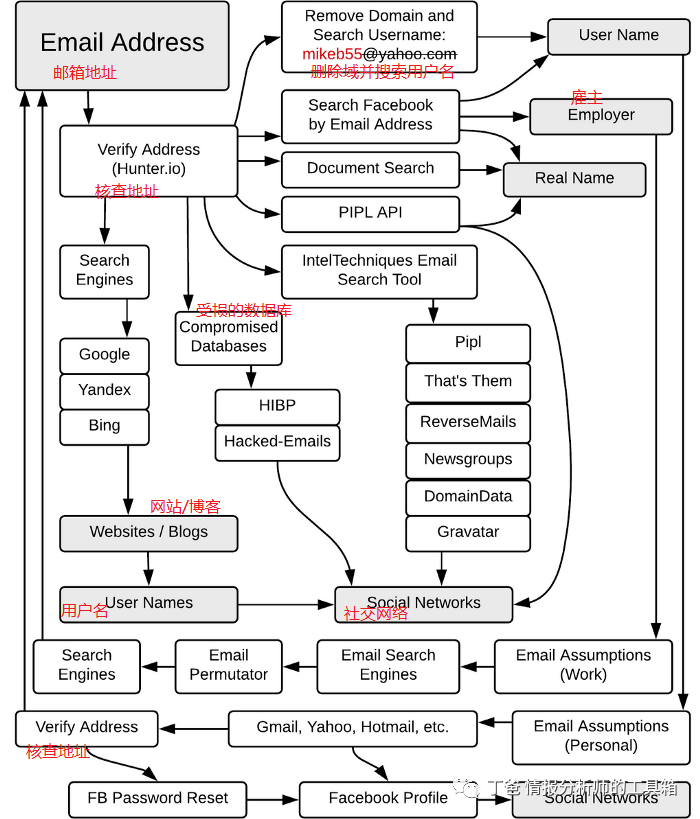 Email Address
邮箱地址
Remove Domain and
Search Username:
mikeb55@yahoo.com
删除域并搜索用户名
User Name
Search Facebook
by Email Address
雇主
Employer
Verify Address
(Hunter.io)
核查地址
Document Search
Real Name
PIPL API
Search
Engines
IntelTechniques Email
Search Tool
受损的数据库
Compromised
Databases
Google
Yandex
Bing
Pipl
That's Them
ReverseMails
Newsgroups
DomainData
Gravatar
HIBP
Hacked-Emails
网站/博客
Websites / Blogs
User Names
用户名
Social Networks
社交网络
Search
Engines
Email
Permutator
Email Search
Engines
Email Assumptions
(Work)
Verify Address
核查地址
Gmail, Yahoo, Hotmail, etc.
Email Assumptions
(Personal)
FB Password Reset
Facebook Profile
Social Networks
丁爸 情报分析师的工具箱